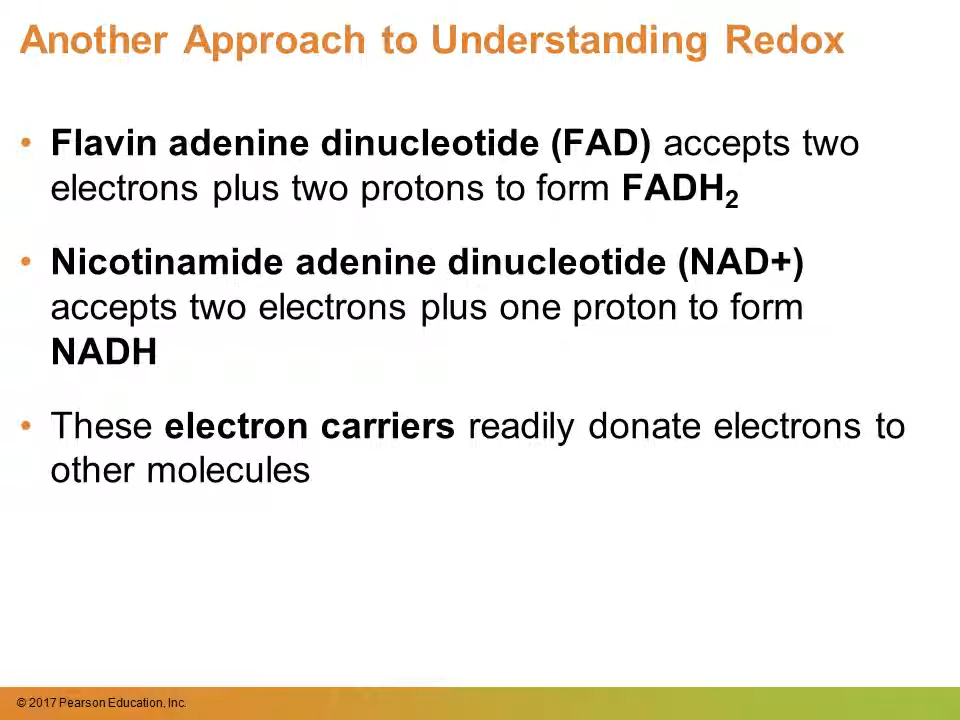 Another Approach to Understanding Redox
• Flavin adenine dinucleotide (FAD) accepts two
electrons plus two protons to form FADH₂
• Nicotinamide adenine dinucleotide (NAD+)
accepts two electrons plus one proton to form
NADH
• These electron carriers readily donate electrons to
other molecules
© 2017 Pearson Education, Inc.